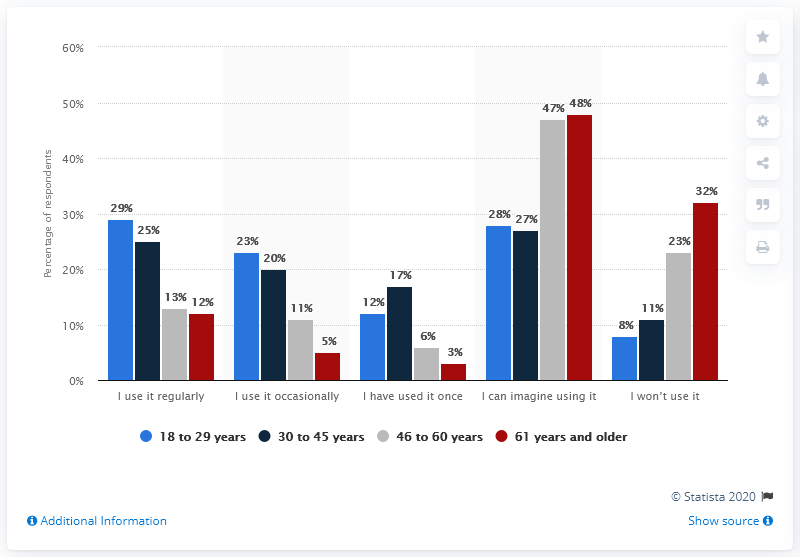 60%
50%
40%
30%
20%
10%
0%
Percentage of respondents
29%
25%
13%
12%
23%
20%
11%
5%
12%
17%
6%
3%
28%
27%
47%
48%
8%
11%
23%
32%
I use it regularly
I use it occasionally
I have used it once
I can imagine using it
I won't use it
18 to 29 years
30 to 45 years
46 to 60 years
61 years and older
© Statista 2020
Additional Information
Show source